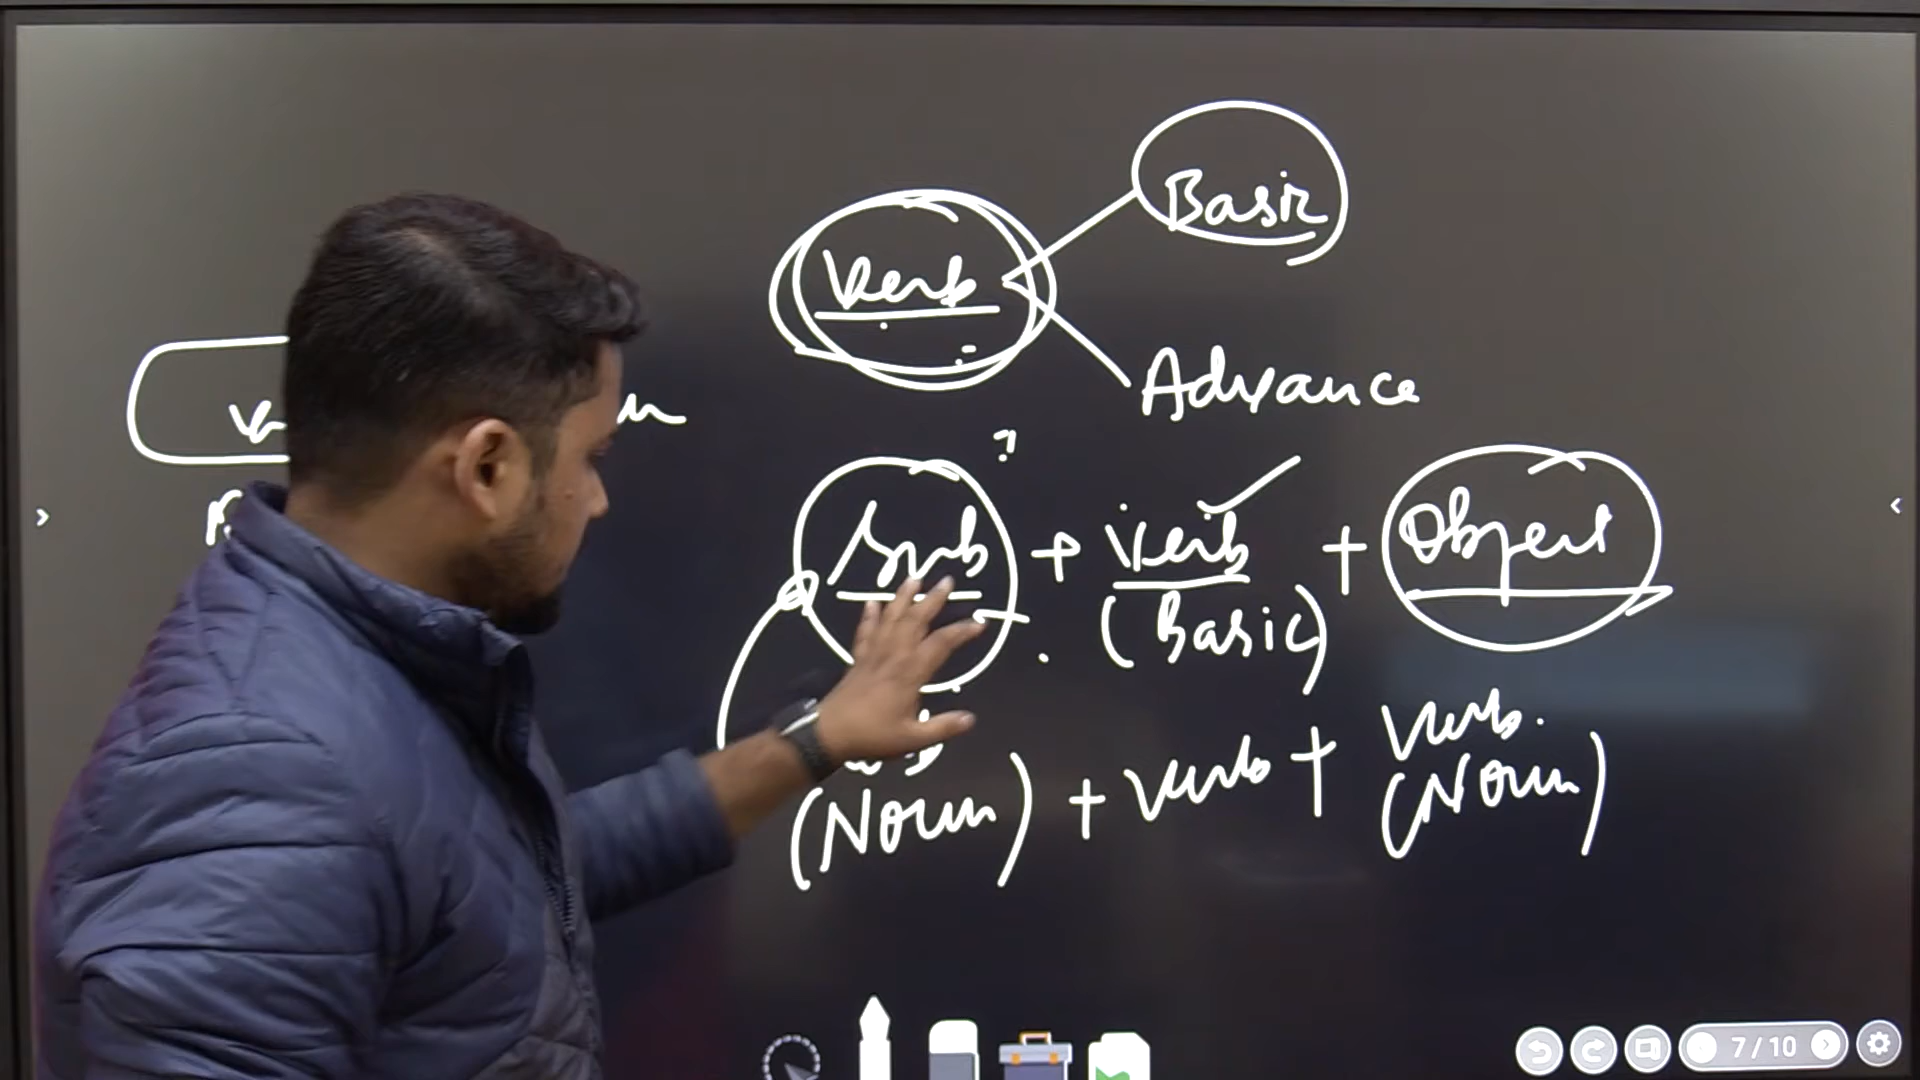 Basic
Verb
Advance
Sub + Verb + Object
(Basic)
Verb.
(Noun) + Verb + (Noun)
7/10